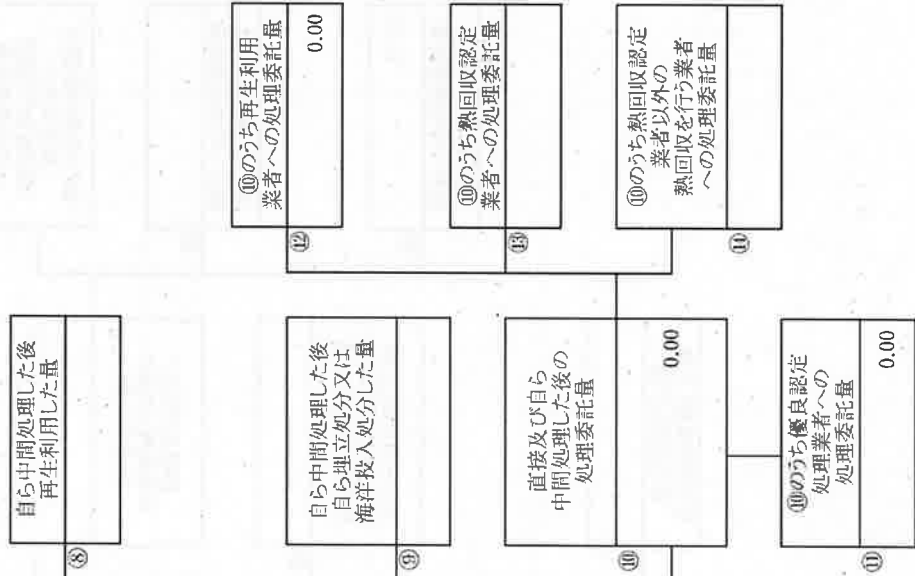 ⑧
自ら中間処理した後
再生利用した量
⑨
自ら中間処理した後
自ら埋立処分又は
海洋投入処分した量
⑩
直接及び自ら
中間処理した後の
処理委託量
0.00
⑪
⑩のうち優良認定
処理業者への
処理委託量
0.00
⑫
⑩のうち再生利用
業者への処理委託量
0.00
⑬
⑩のうち熱回収認定
業者への処理委託量
⑭
⑩のうち熱回収認定
業者以外の
熱回収を行う業者
への処理委託量